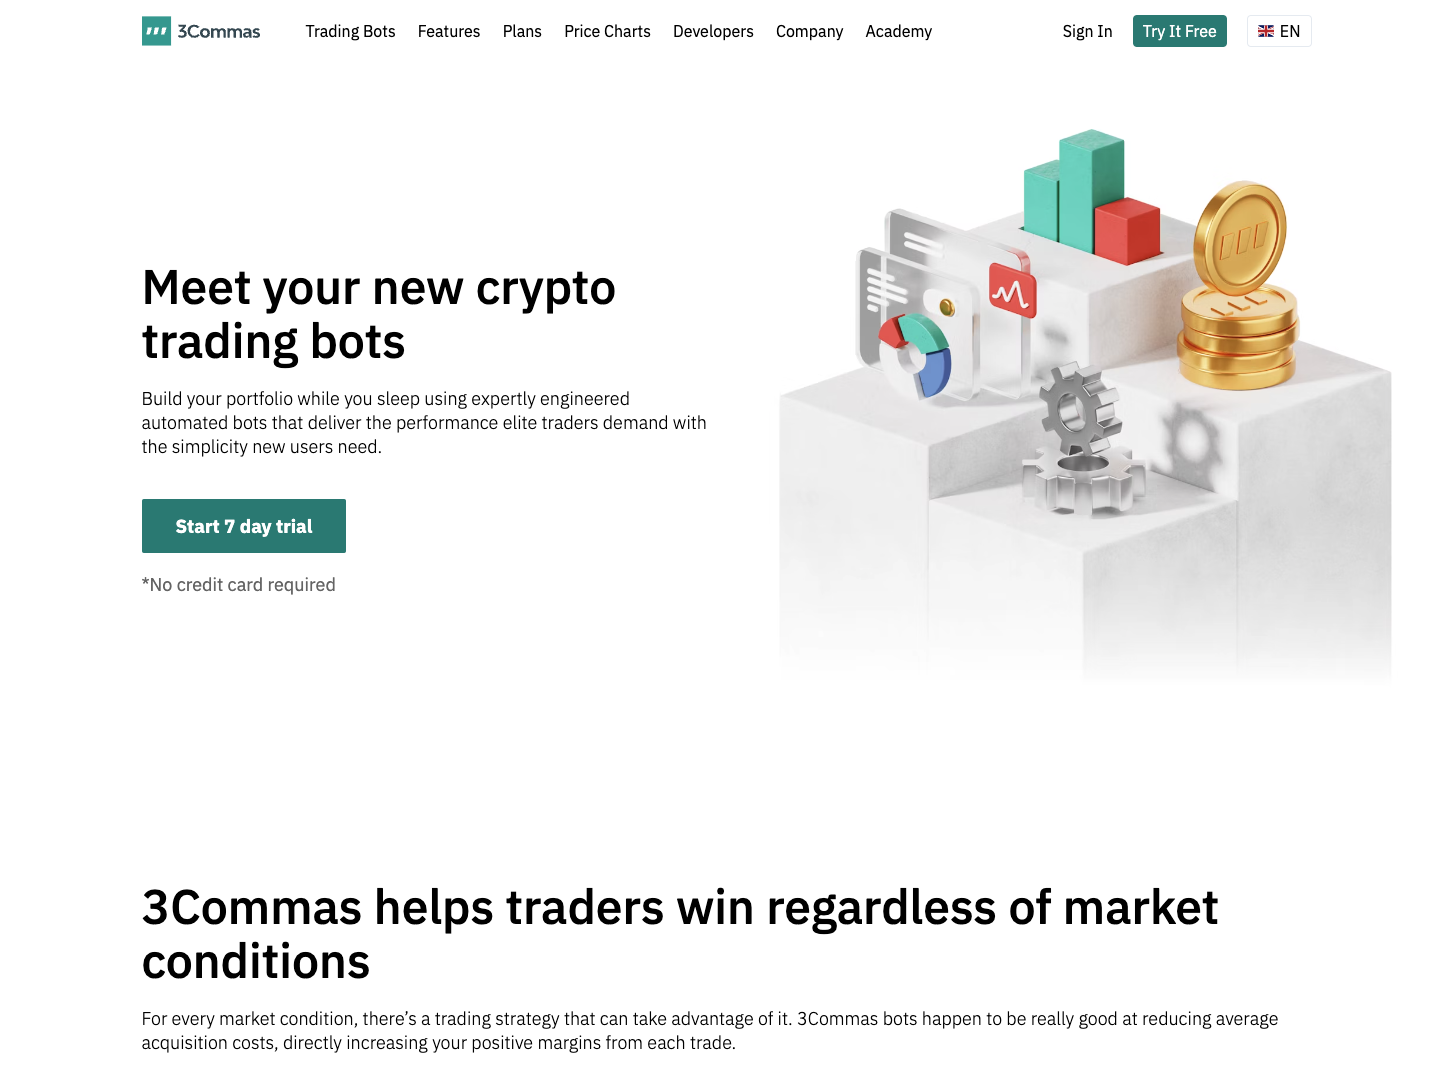 3Commas
Trading Bots
Features
Plans
Price Charts
Developers
Company
Academy
Sign In
Try It Free
EN
Meet your new crypto
trading bots
Build your portfolio while you sleep using expertly engineered
automated bots that deliver the performance elite traders demand with
the simplicity new users need.
Start 7 day trial
*No credit card required
3Commas helps traders win regardless of market
conditions
For every market condition, there’s a trading strategy that can take advantage of it. 3Commas bots happen to be really good at reducing average
acquisition costs, directly increasing your positive margins from each trade.